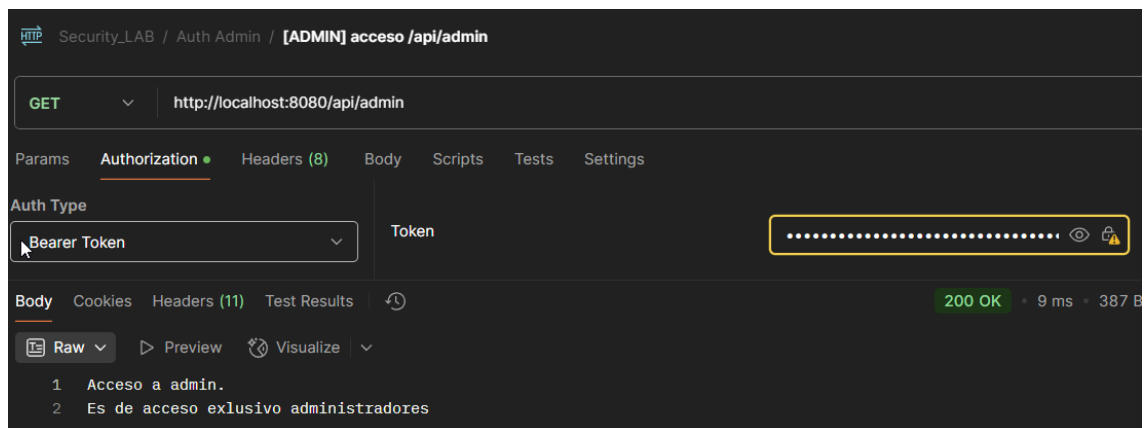 HTTP Security_LAB / Auth Admin / [ADMIN] acceso /api/admin
GET http://localhost:8080/api/admin
Params Authorization Headers (8) Body Scripts Tests Settings
Auth Type
Bearer Token
Token
Body Cookies Headers (11) Test Results
200 OK • 9 ms • 387 B
Raw Preview Visualize
1 Acceso a admin.
2 Es de acceso exlusivo administradores